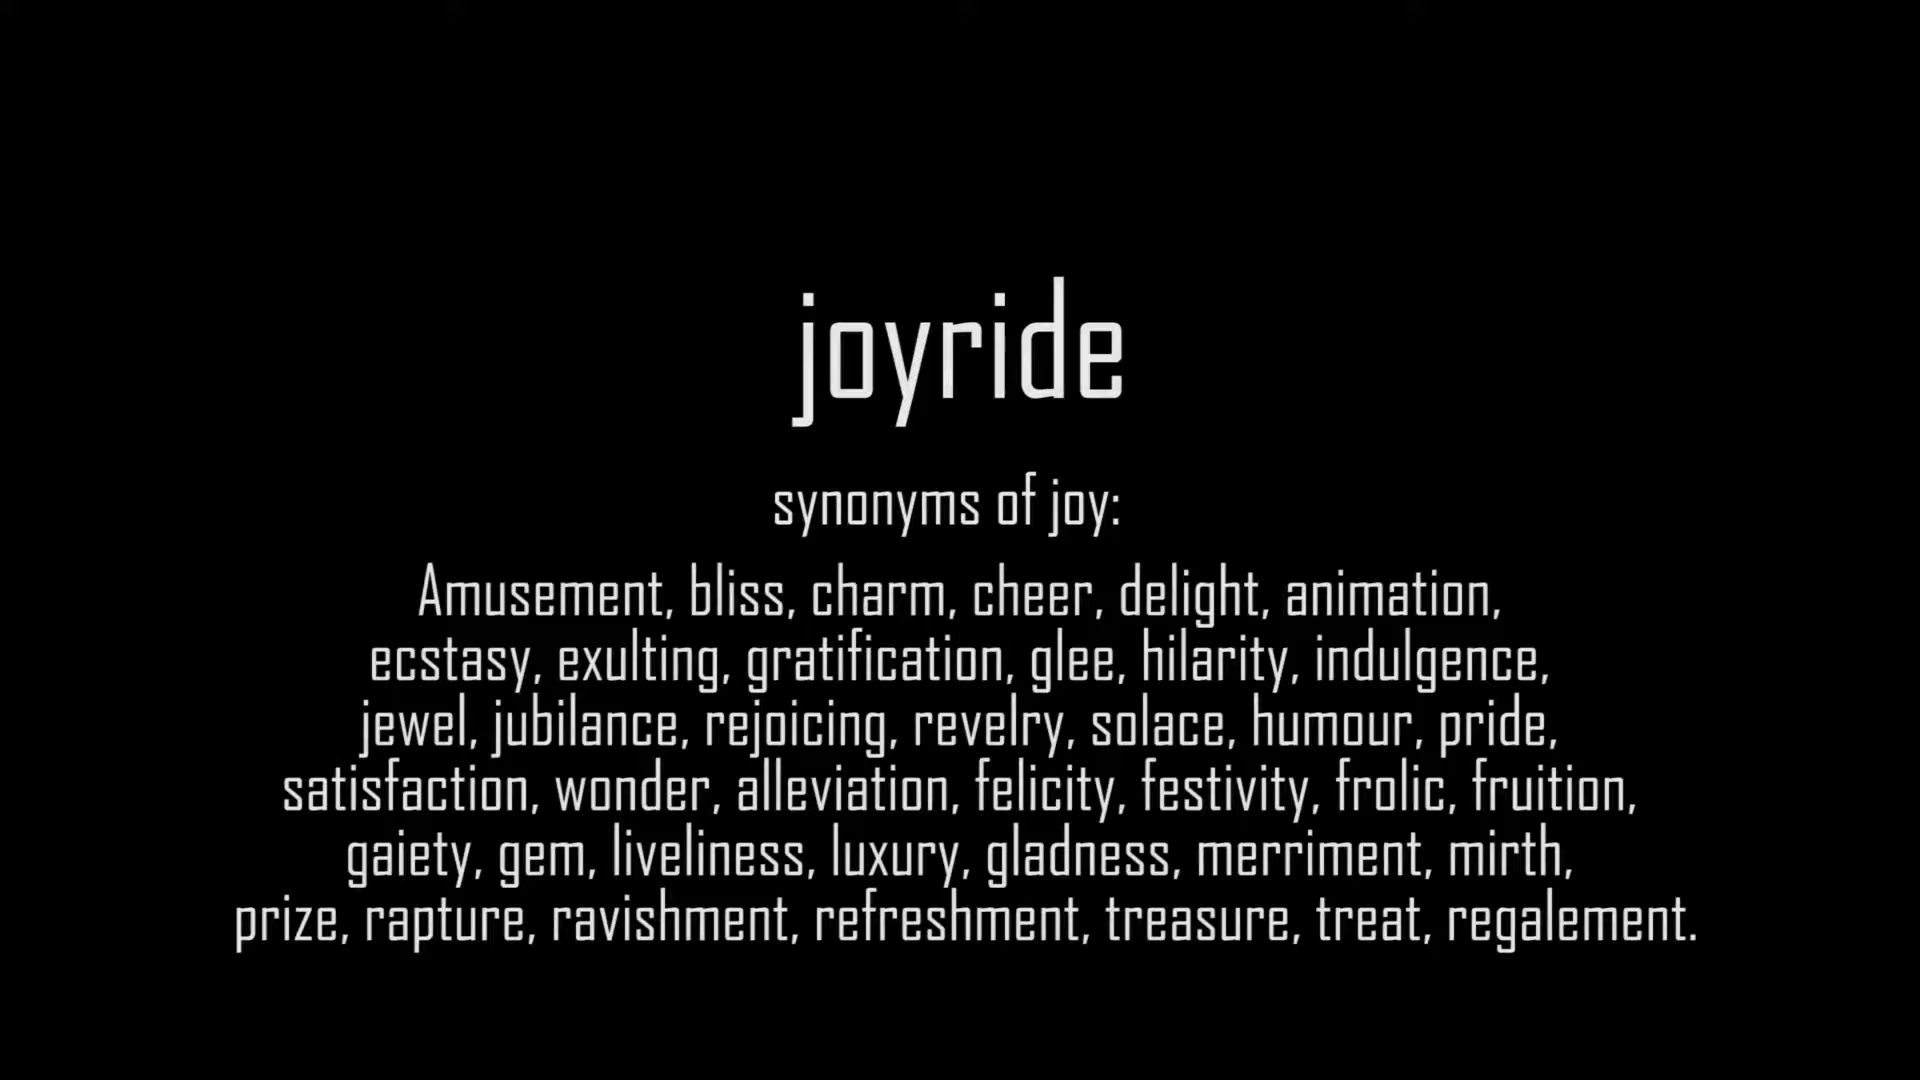 joyride
synonyms of joy:
Amusement, bliss, charm, cheer, delight, animation,
ecstasy, exulting, gratification, glee, hilarity, indulgence,
jewel, jubilance, rejoicing, revelry, solace, humour, pride,
satisfaction, wonder, alleviation, felicity, festivity, frolic, fruition,
gaiety, gem, liveliness, luxury, gladness, merriment, mirth,
prize, rapture, ravishment, refreshment, treasure, treat, regalement.